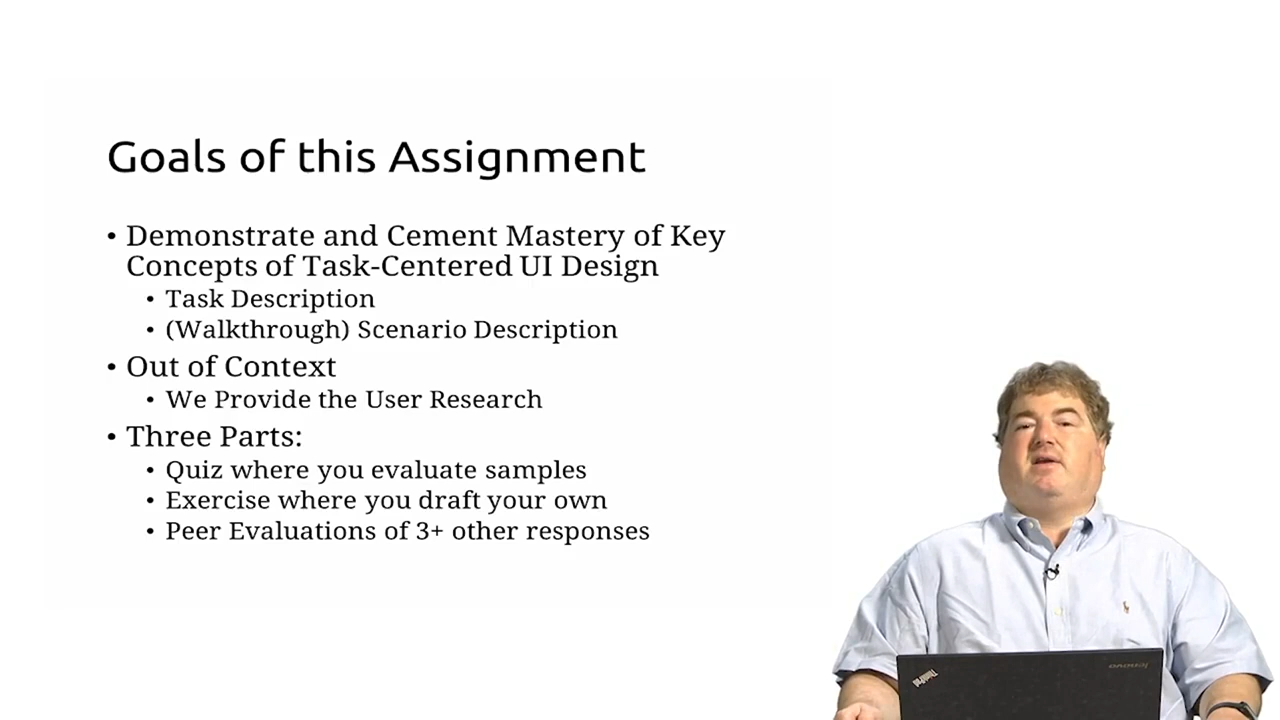 Goals of this Assignment
• Demonstrate and Cement Mastery of Key
Concepts of Task-Centered UI Design
• Task Description
• (Walkthrough) Scenario Description
• Out of Context
• We Provide the User Research
• Three Parts:
• Quiz where you evaluate samples
• Exercise where you draft your own
• Peer Evaluations of 3+ other responses
ThinkPad
lenovo